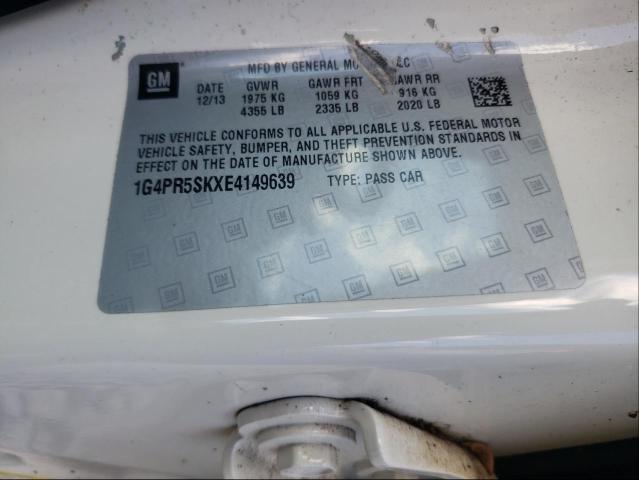 GM
MFD BY GENERAL MO LC
DATE GVWR GAWR FRT GAWR RR
12/13 1975 KG 1059 KG 916 KG
4355 LB 2335 LB 2020 LB
THIS VEHICLE CONFORMS TO ALL APPLICABLE U.S. FEDERAL MOTOR
VEHICLE SAFETY, BUMPER, AND THEFT PREVENTION STANDARDS IN
EFFECT ON THE DATE OF MANUFACTURE SHOWN ABOVE.
1G4PR5SKXE4149639 TYPE: PASS CAR